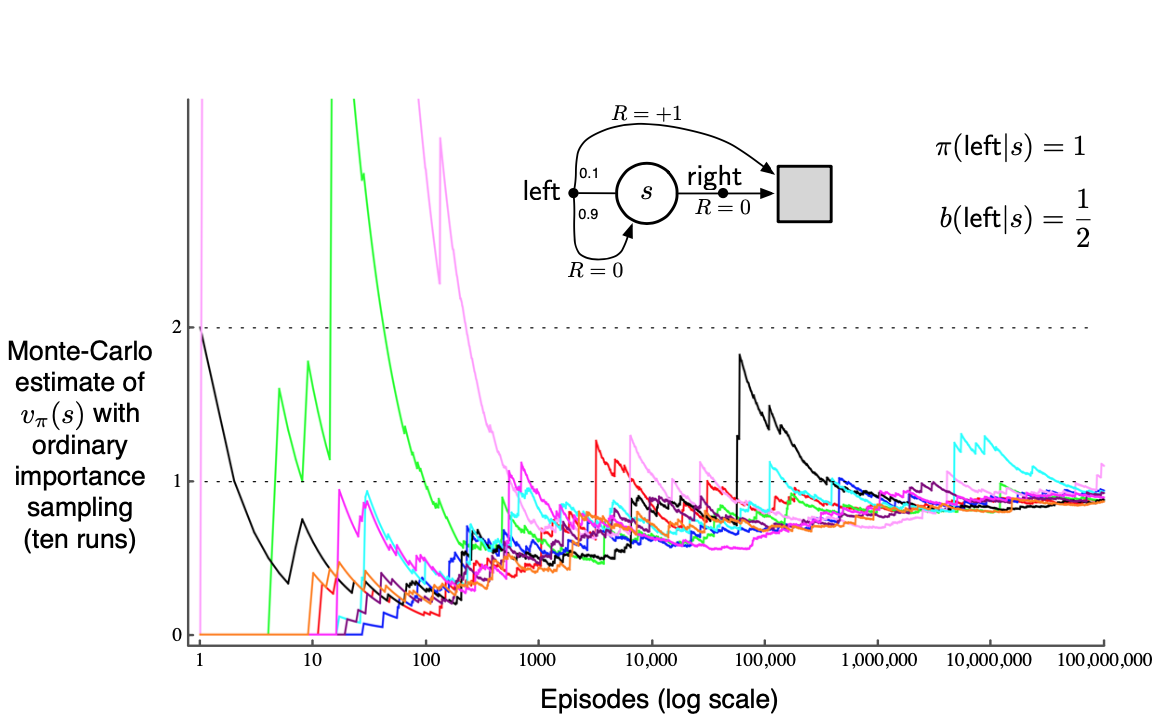 R = +1
π(left|s) = 1
0.1
left
s
right
R = 0
0.9
b(left|s) = 1/2
R = 0
2
Monte-Carlo
estimate of
vπ(s) with
ordinary
importance
sampling
(ten runs)
1
0
1 10 100 1000 10,000 100,000 1,000,000 10,000,000 100,000,000
Episodes (log scale)